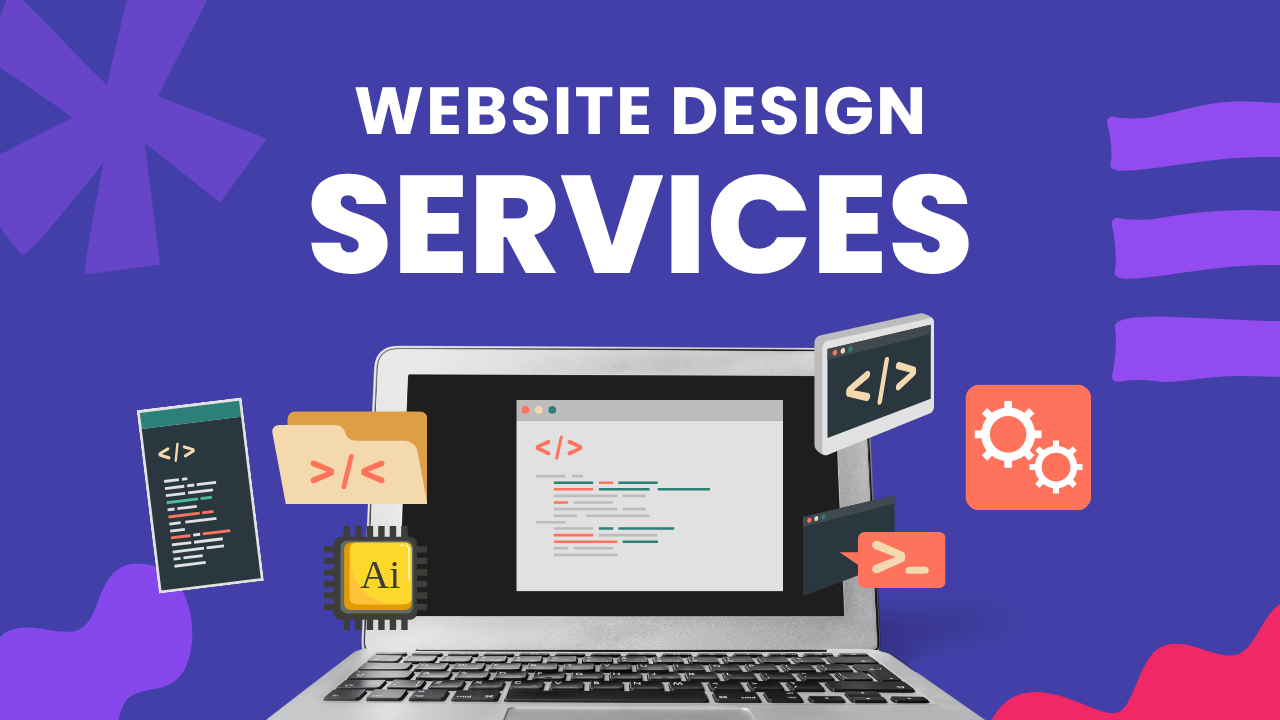 WEBSITE DESIGN
SERVICES
</>
</>
>/<
</>
>_
Ai